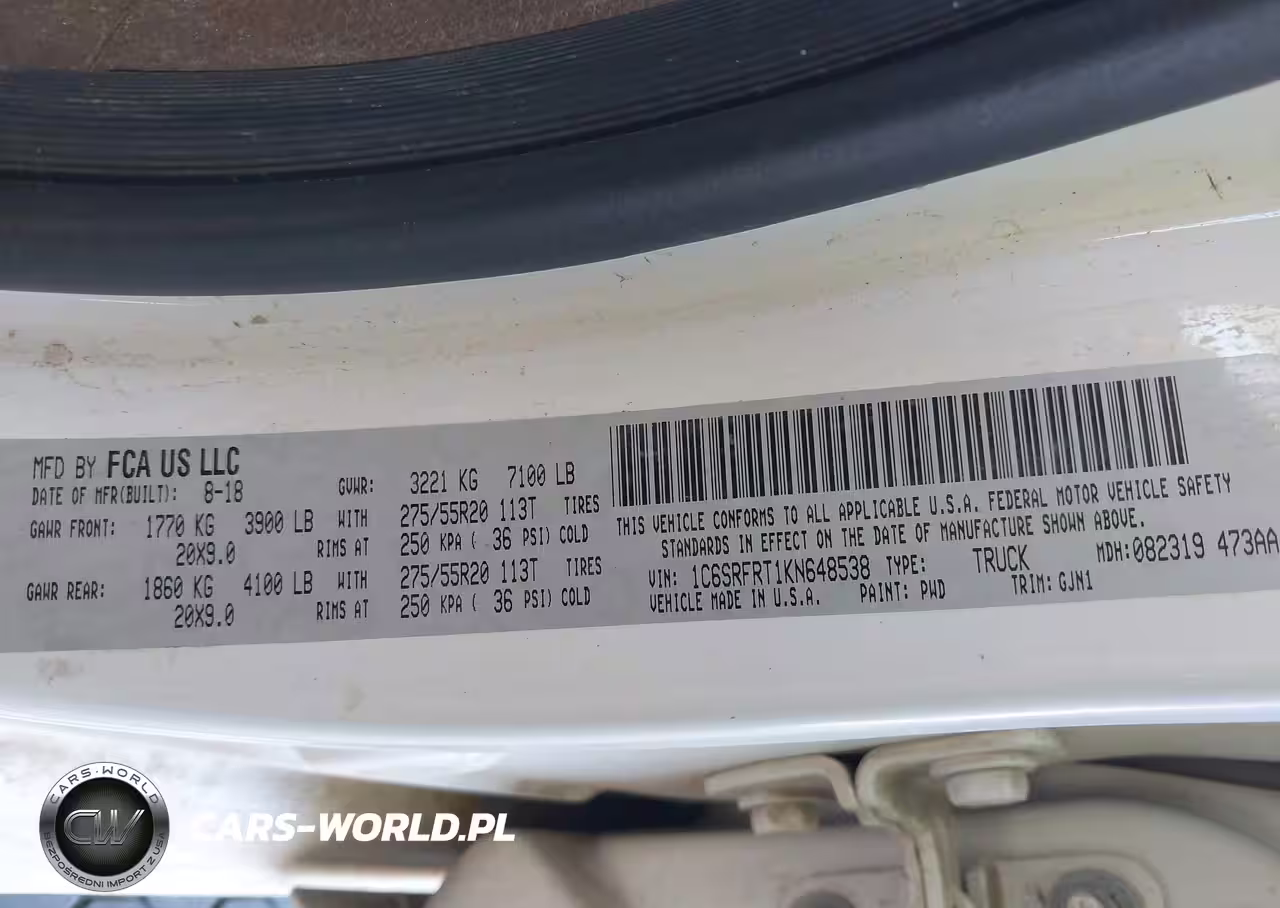 MFD BY FCA US LLC
DATE OF MFR(BUILT): 8-18
GVWR: 3221 KG 7100 LB
GAWR FRONT: 1770 KG 3900 LB WITH 275/55R20 113T TIRES
20X9.0 RIMS AT 250 KPA ( 36 PSI) COLD
GAWR REAR: 1860 KG 4100 LB WITH 275/55R20 113T TIRES
20X9.0 RIMS AT 250 KPA ( 36 PSI) COLD
THIS VEHICLE CONFORMS TO ALL APPLICABLE U.S.A. FEDERAL MOTOR VEHICLE SAFETY
STANDARDS IN EFFECT ON THE DATE OF MANUFACTURE SHOWN ABOVE.
VIN: 1C6SRFRT1KN648538 TYPE: TRUCK MDH:082319 473AA
VEHICLE MADE IN U.S.A. PAINT: PWD TRIM: GJN1
CARS-WORLD
CW
BEZPOŚREDNI IMPORT Z USA
CARS-WORLD.PL